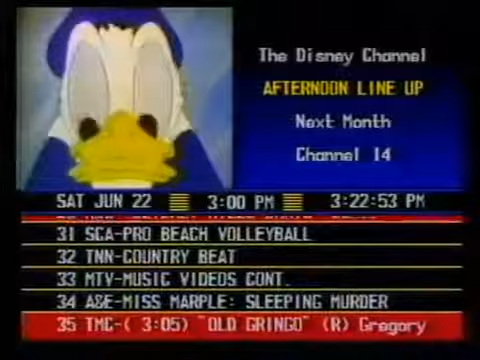 The Disney Channel
AFTERNOON LINE UP
Next Month
Channel 14
SAT JUN 22 3:00 PM 3:22:53 PM
31 SCA-PRO BEACH VOLLEYBALL
32 TNN-COUNTRY BEAT
33 MTV-MUSIC VIDEOS CONT.
34 A&E-MISS MARPLE: SLEEPING MURDER
35 TMC-( 3:05) "OLD GRINGO" (R) Gregory